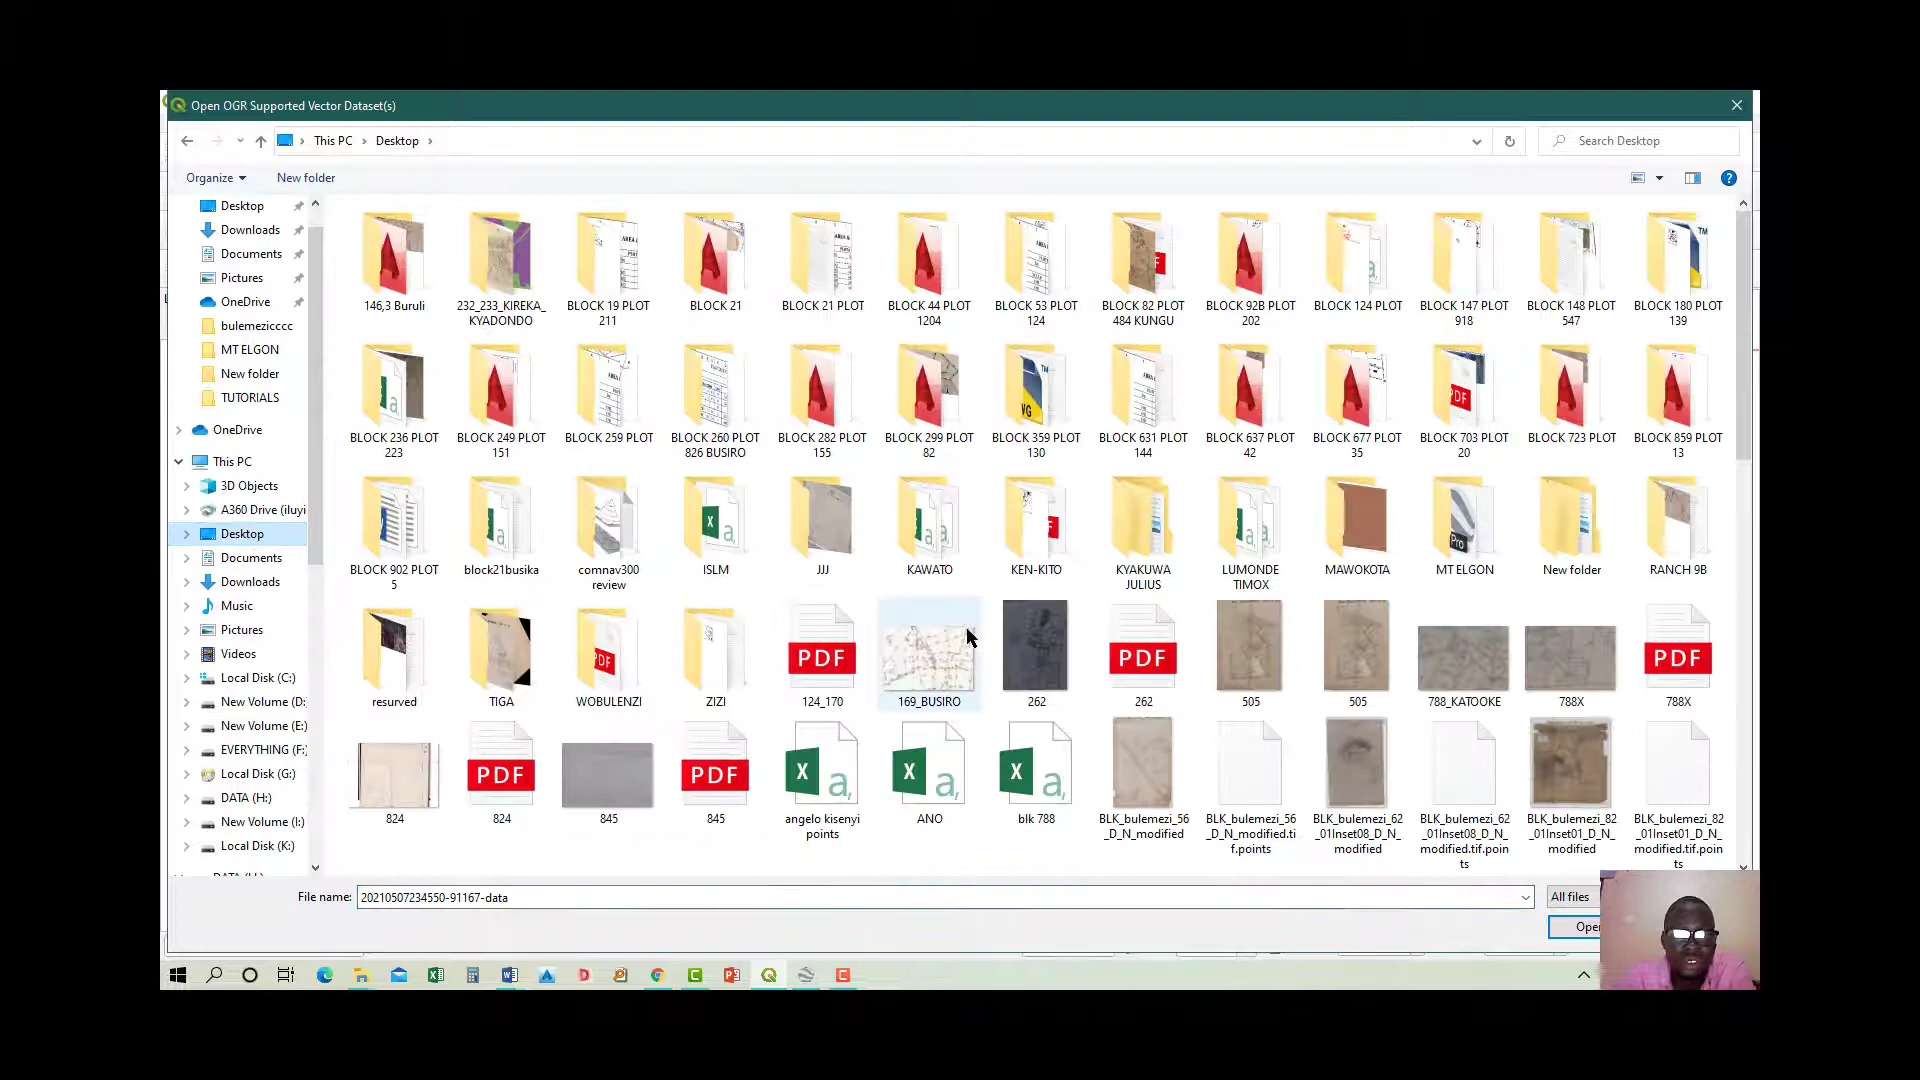 Open OGR Supported Vector Dataset(s)
This PC
Desktop
Search Desktop
Organize
New folder
Desktop
Downloads
Documents
Pictures
OneDrive
bulemezicccc
MT ELGON
New folder
TUTORIALS
OneDrive
This PC
3D Objects
A360 Drive (iluyi
Desktop
Documents
Downloads
Music
Pictures
Videos
Local Disk (C:)
New Volume (D:
New Volume (E:)
EVERYTHING (F:)
Local Disk (G:)
DATA (H:)
New Volume (I:)
Local Disk (K:)
146,3 Buruli
232_233_KIREKA_
KYADONDO
BLOCK 19 PLOT
211
BLOCK 21
BLOCK 21 PLOT
BLOCK 44 PLOT
1204
BLOCK 53 PLOT
124
BLOCK 82 PLOT
484 KUNGU
BLOCK 92B PLOT
202
BLOCK 124 PLOT
BLOCK 147 PLOT
918
BLOCK 148 PLOT
547
BLOCK 180 PLOT
139
BLOCK 236 PLOT
223
BLOCK 249 PLOT
151
BLOCK 259 PLOT
BLOCK 260 PLOT
826 BUSIRO
BLOCK 282 PLOT
155
BLOCK 299 PLOT
82
BLOCK 359 PLOT
130
BLOCK 631 PLOT
144
BLOCK 637 PLOT
42
BLOCK 677 PLOT
35
BLOCK 703 PLOT
20
BLOCK 723 PLOT
BLOCK 859 PLOT
13
BLOCK 902 PLOT
5
block21busika
comnav300
review
ISLM
JJJ
KAWATO
KEN-KITO
KYAKUWA
JULIUS
LUMONDE
TIMOX
MAWOKOTA
MT ELGON
New folder
RANCH 9B
resurved
TIGA
WOBULENZI
ZIZI
PDF
124_170
169_BUSIRO
262
PDF
262
505
505
788_KATOOKE
788X
PDF
788X
824
PDF
824
845
PDF
845
angelo kisenyi
points
ANO
blk 788
BLK_bulemezi_56
_D_N_modified
BLK_bulemezi_56
_D_N_modified.ti
f.points
BLK_bulemezi_62
_01Inset08_D_N_
modified
BLK_bulemezi_62
_01Inset08_D_N_
modified.tif.poin
ts
BLK_bulemezi_82
_01Inset01_D_N_
modified
BLK_bulemezi_82
_01Inset01_D_N_
modified.tif.poin
ts
File name:
20210507234550-91167-data
All files
Open